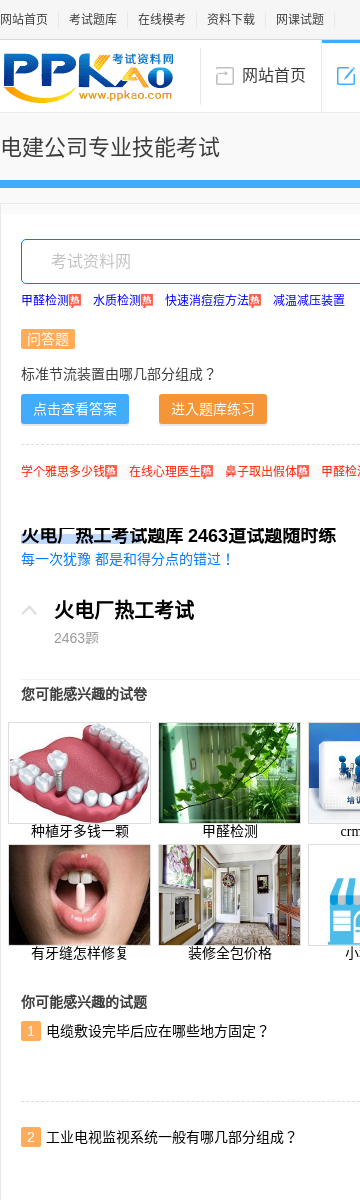 网站首页 考试题库 在线模考 资料下载 网课试题
PPKAO 考试资料网
www.ppkao.com
网站首页
电建公司专业技能考试
考试资料网
甲醛检测热 水质检测热 快速消痘痘方法热 减温减压装置
问答题
标准节流装置由哪几部分组成？
点击查看答案 进入题库练习
学个雅思多少钱热 在线心理医生热 鼻子取出假体热 甲醛检
火电厂热工考试题库 2463道试题随时练
每一次犹豫 都是和得分点的错过！
火电厂热工考试
2463题
您可能感兴趣的试卷
种植牙多钱一颗 甲醛检测 crm
有牙缝怎样修复 装修全包价格 小
你可能感兴趣的试题
1 电缆敷设完毕后应在哪些地方固定？
2 工业电视监视系统一般有哪几部分组成？